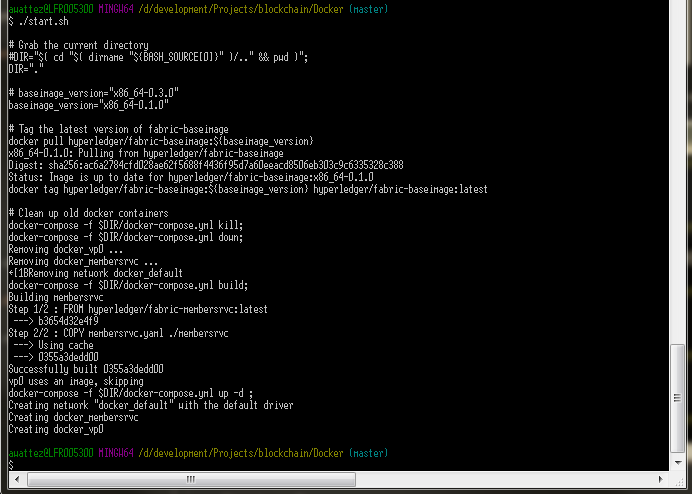 awattez@LFR005300 MINGW64 /d/development/Projects/blockchain/Docker (master)
$ ./start.sh
# Grab the current directory
#DIR="$( cd "$( dirname "${BASH_SOURCE[0]}" )/.." && pwd )";
DIR="."
# baseimage_version="x86_64-0.3.0"
baseimage_version="x86_64-0.1.0"
# Tag the latest version of fabric-baseimage
docker pull hyperledger/fabric-baseimage:${baseimage_version}
x86_64-0.1.0: Pulling from hyperledger/fabric-baseimage
Digest: sha256:ac6a2784cfd028ae62f5688f4436f95d7a60eeacd8506eb303c9c6335328c388
Status: Image is up to date for hyperledger/fabric-baseimage:x86_64-0.1.0
docker tag hyperledger/fabric-baseimage:${baseimage_version} hyperledger/fabric-baseimage:latest
# Clean up old docker containers
docker-compose -f $DIR/docker-compose.yml kill;
docker-compose -f $DIR/docker-compose.yml down;
Removing docker_vp0 ...
Removing docker_membersrvc ...
←[1BRemoving network docker_default
docker-compose -f $DIR/docker-compose.yml build;
Building membersrvc
Step 1/2 : FROM hyperledger/fabric-membersrvc:latest
---> b3654d32e4f9
Step 2/2 : COPY membersrvc.yaml ./membersrvc
---> Using cache
---> 0355a3dedd00
Successfully built 0355a3dedd00
vp0 uses an image, skipping
docker-compose -f $DIR/docker-compose.yml up -d ;
Creating network "docker_default" with the default driver
Creating docker_membersrvc
Creating docker_vp0
awattez@LFR005300 MINGW64 /d/development/Projects/blockchain/Docker (master)
$